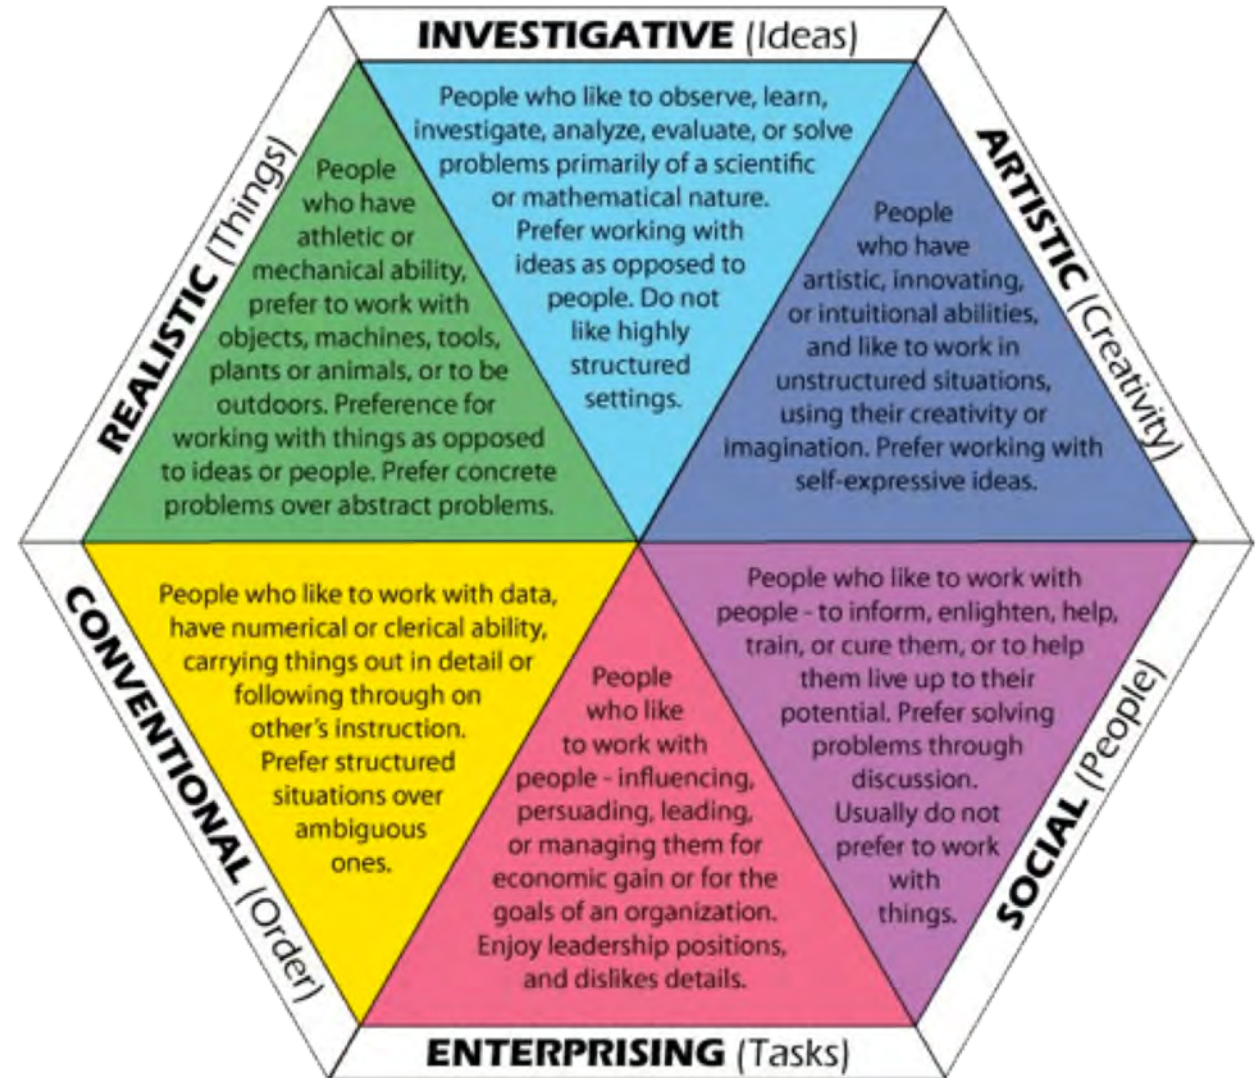 INVESTIGATIVE (Ideas)
People who like to observe, learn,
investigate, analyze, evaluate, or solve
problems primarily of a scientific
or mathematical nature.
Prefer working with
ideas as opposed to
people. Do not
like highly
structured
settings.
ARTISTIC (Creativity)
People
who have
artistic, innovating,
or intuitional abilities,
and like to work in
unstructured situations,
using their creativity or
imagination. Prefer working with
self-expressive ideas.
REALISTIC (Things)
People
who have
athletic or
mechanical ability,
prefer to work with
objects, machines, tools,
plants or animals, or to be
outdoors. Preference for
working with things as opposed
to ideas or people. Prefer concrete
problems over abstract problems.
CONVENTIONAL (Order)
People who like to work with data,
have numerical or clerical ability,
carrying things out in detail or
following through on
other's instruction.
Prefer structured
situations over
ambiguous
ones.
People
who like
to work with
people - influencing,
persuading, leading,
or managing them for
economic gain or for the
goals of an organization.
Enjoy leadership positions,
and dislikes details.
ENTERPRISING (Tasks)
People who like to work with
people - to inform, enlighten, help,
train, or cure them, or to help
them live up to their
potential. Prefer solving
problems through
discussion.
Usually do not
prefer to work
with
things.
SOCIAL (People)